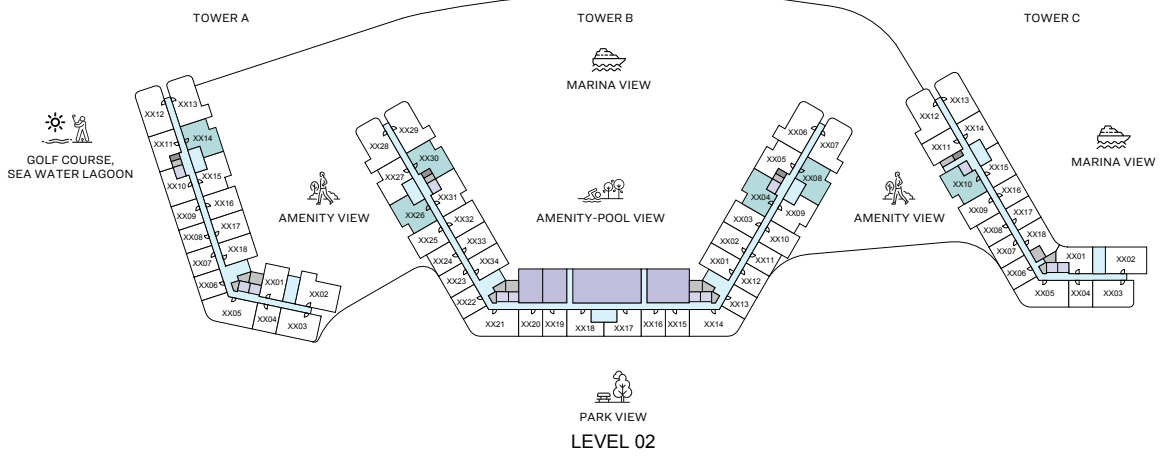 TOWER A
TOWER B
TOWER C
MARINA VIEW
GOLF COURSE,
SEA WATER LAGOON
AMENITY VIEW
AMENITY-POOL VIEW
AMENITY VIEW
MARINA VIEW
XX12
XX13
XX11
XX14
XX10
XX15
XX09
XX16
XX08
XX17
XX07
XX18
XX06
XX01
XX02
XX05
XX04
XX03
XX29
XX28
XX30
XX27
XX31
XX26
XX32
XX25
XX33
XX24
XX34
XX23
XX22
XX21
XX20
XX19
XX18
XX17
XX16
XX15
XX14
XX13
XX12
XX11
XX10
XX09
XX08
XX07
XX06
XX05
XX04
XX03
XX02
XX01
XX13
XX12
XX14
XX11
XX15
XX10
XX16
XX09
XX17
XX08
XX18
XX07
XX01
XX02
XX06
XX05
XX04
XX03
PARK VIEW
LEVEL 02